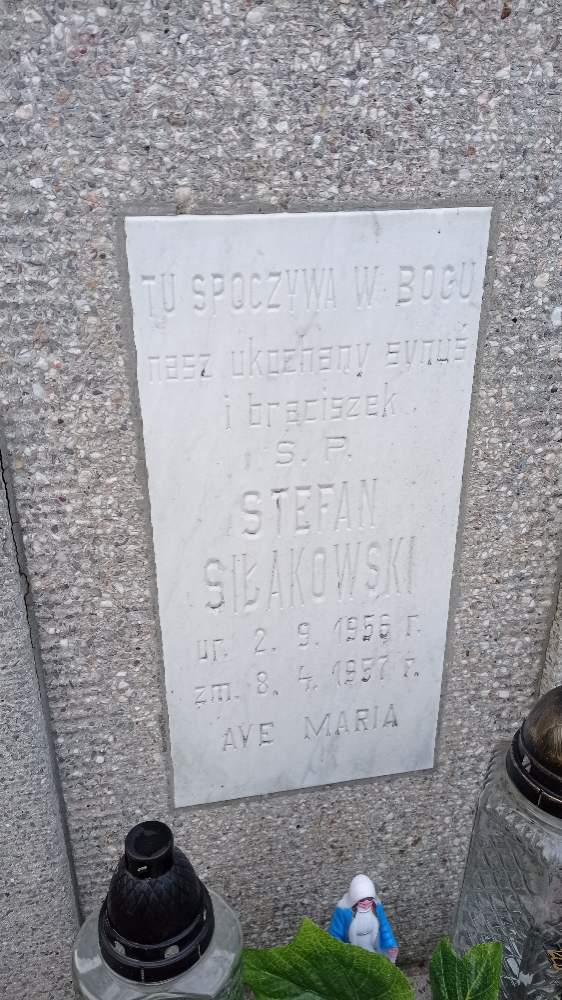 TU SPOCZYWA W BOGU
nasz ukochany synuś
i braciszek
S. P.
STEFAN
SIŁAKOWSKI
ur. 2. 9. 1956 r.
zm. 8. 4. 1957 r.
AVE MARIA